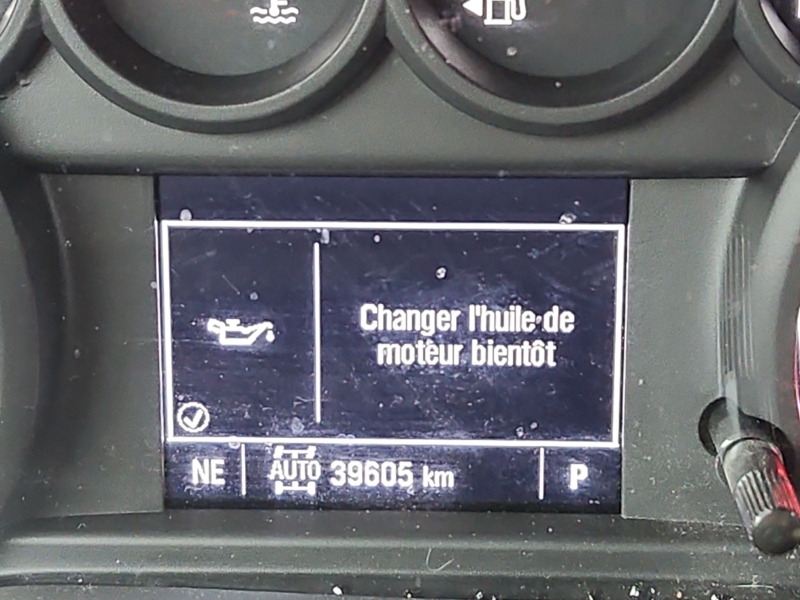 Changer l'huile de
moteur bientôt
NE AUTO 39605 km P